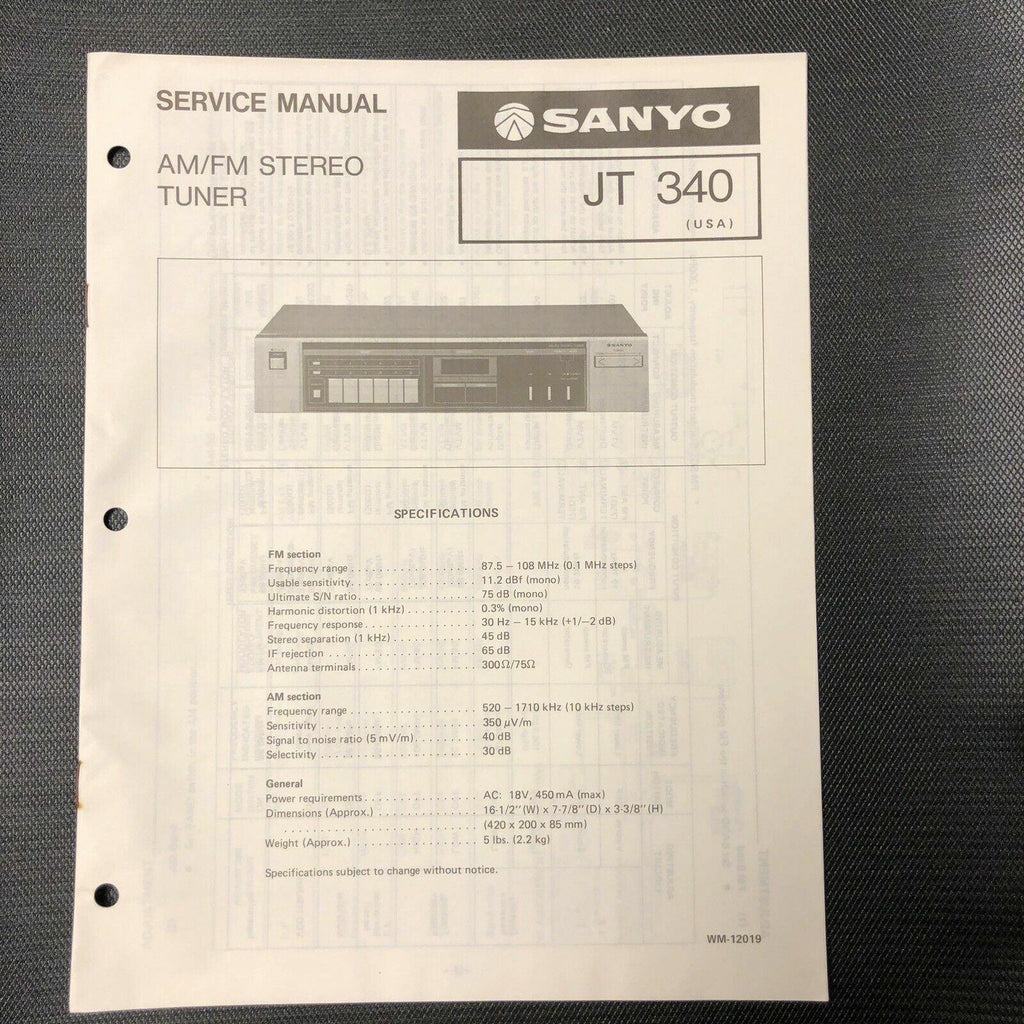 SERVICE MANUAL
SANYO
AM/FM STEREO
TUNER
JT 340
(USA)
SANYO
SPECIFICATIONS
FM section
Frequency range . . . . . . . . . . . . . . . . . . 87.5 – 108 MHz (0.1 MHz steps)
Usable sensitivity. . . . . . . . . . . . . . . . . . 11.2 dBf (mono)
Ultimate S/N ratio. . . . . . . . . . . . . . . . . 75 dB (mono)
Harmonic distortion (1 kHz) . . . . . . . . . . 0.3% (mono)
Frequency response. . . . . . . . . . . . . . . . 30 Hz – 15 kHz (+1/–2 dB)
Stereo separation (1 kHz) . . . . . . . . . . . . 45 dB
IF rejection . . . . . . . . . . . . . . . . . . . . . 65 dB
Antenna terminals. . . . . . . . . . . . . . . . . 300Ω/75Ω
AM section
Frequency range . . . . . . . . . . . . . . . . . . 520 – 1710 kHz (10 kHz steps)
Sensitivity . . . . . . . . . . . . . . . . . . . . . . 350 μV/m
Signal to noise ratio (5 mV/m). . . . . . . . . 40 dB
Selectivity . . . . . . . . . . . . . . . . . . . . . . 30 dB
General
Power requirements. . . . . . . . . . . . . . . . AC: 18V, 450mA (max)
Dimensions (Approx.) . . . . . . . . . . . . . . 16-1/2''(W) x 7-7/8''(D) x 3-3/8''(H)
. . . . . . . . . . . . . . . . . . . . . . . . . . . (420 x 200 x 85 mm)
Weight (Approx.) . . . . . . . . . . . . . . . . . 5 lbs. (2.2 kg)
Specifications subject to change without notice.
WM-12019